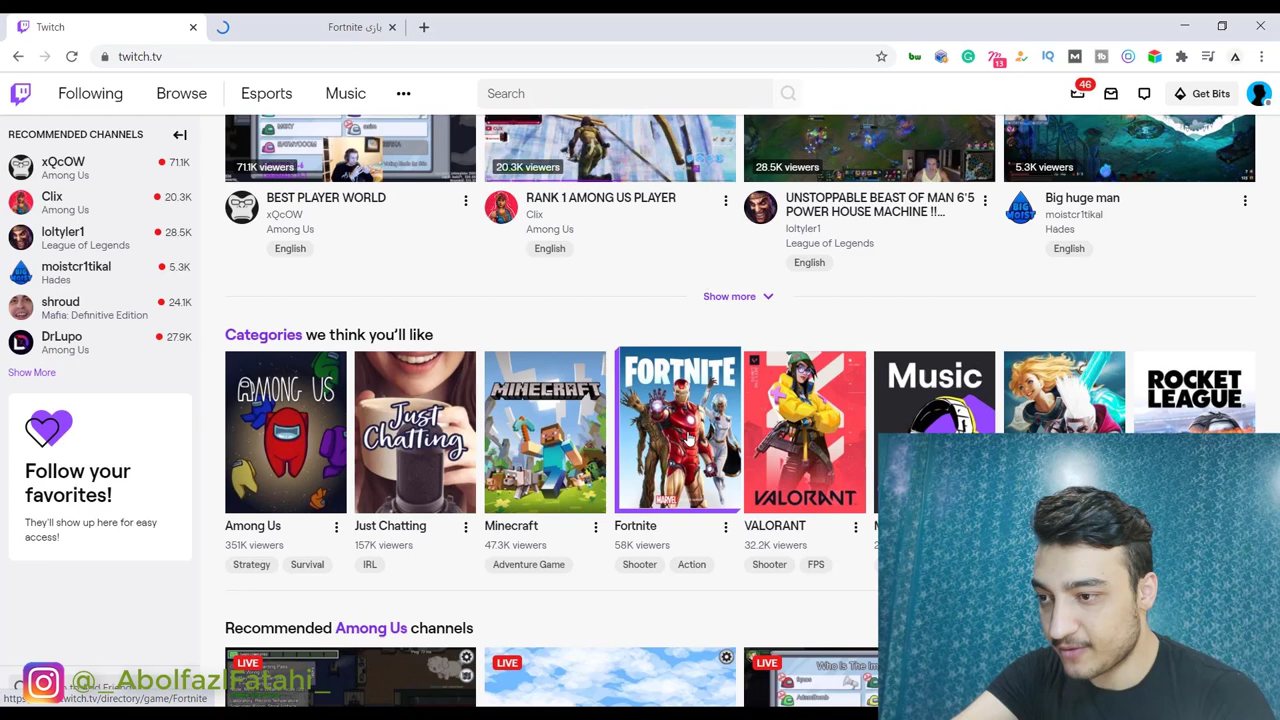 Twitch
بازی Fortnite
twitch.tv
13
Following
Browse
Esports
Music
Search
46
Get Bits
RECOMMENDED CHANNELS
xQcOW
71.1K
Among Us
Clix
20.3K
Among Us
loltyler1
28.5K
League of Legends
moistcr1tikal
5.3K
Hades
shroud
24.1K
Mafia: Definitive Edition
DrLupo
27.9K
Among Us
Show More
Follow your
favorites!
They'll show up here for easy
access!
71.1K viewers
20.3K viewers
28.5K viewers
5.3K viewers
BEST PLAYER WORLD
xQcOW
Among Us
English
RANK 1 AMONG US PLAYER
Clix
Among Us
English
UNSTOPPABLE BEAST OF MAN 6'5
POWER HOUSE MACHINE !!...
loltyler1
League of Legends
English
Big huge man
moistcr1tikal
Hades
English
Show more
Categories we think you'll like
AMONG US
Just
Chatting
MINECRAFT
FORTNITE
MARVEL
VALORANT
Music
ROCKET
LEAGUE
Among Us
351K viewers
Strategy
Survival
Just Chatting
157K viewers
IRL
Minecraft
47.3K viewers
Adventure Game
Fortnite
58K viewers
Shooter
Action
VALORANT
32.2K viewers
Shooter
FPS
Recommended Among Us channels
LIVE
LIVE
LIVE
Who Is The
@_AbolfazlFatahi_
twitch.tv/directory/game/Fortnite